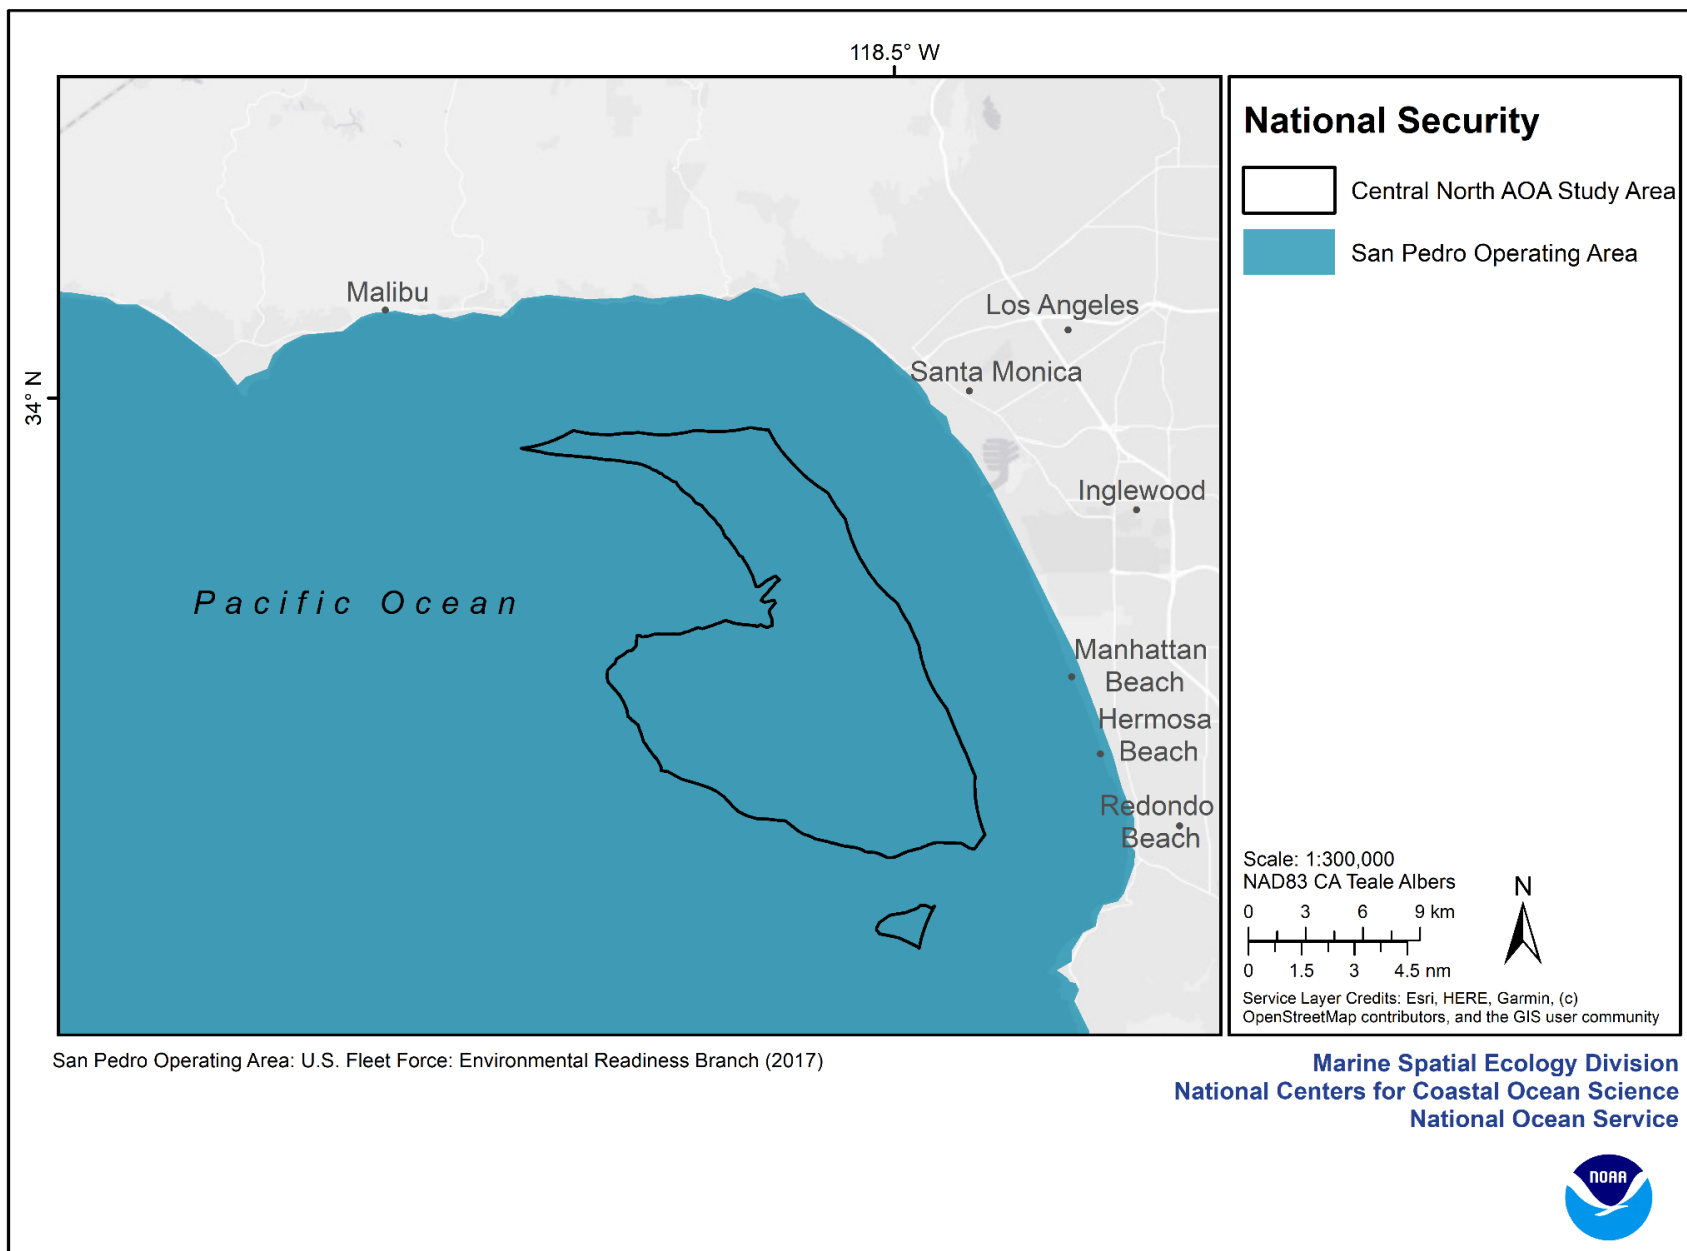 118.5° W
34° N
Malibu
Los Angeles
Santa Monica
Inglewood
Pacific Ocean
Manhattan
Beach
Hermosa
Beach
Redondo
Beach
National Security
Central North AOA Study Area
San Pedro Operating Area
Scale: 1:300,000
NAD83 CA Teale Albers
0 3 6 9 km
0 1.5 3 4.5 nm
N
Service Layer Credits: Esri, HERE, Garmin, (c)
OpenStreetMap contributors, and the GIS user community
San Pedro Operating Area: U.S. Fleet Force: Environmental Readiness Branch (2017)
Marine Spatial Ecology Division
National Centers for Coastal Ocean Science
National Ocean Service
NOAA